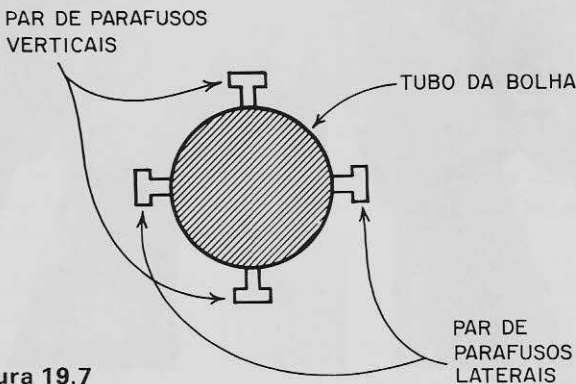 PAR DE PARAFUSOS
VERTICAIS
TUBO DA BOLHA
PAR DE
PARAFUSOS
LATERAIS
ura 19.7